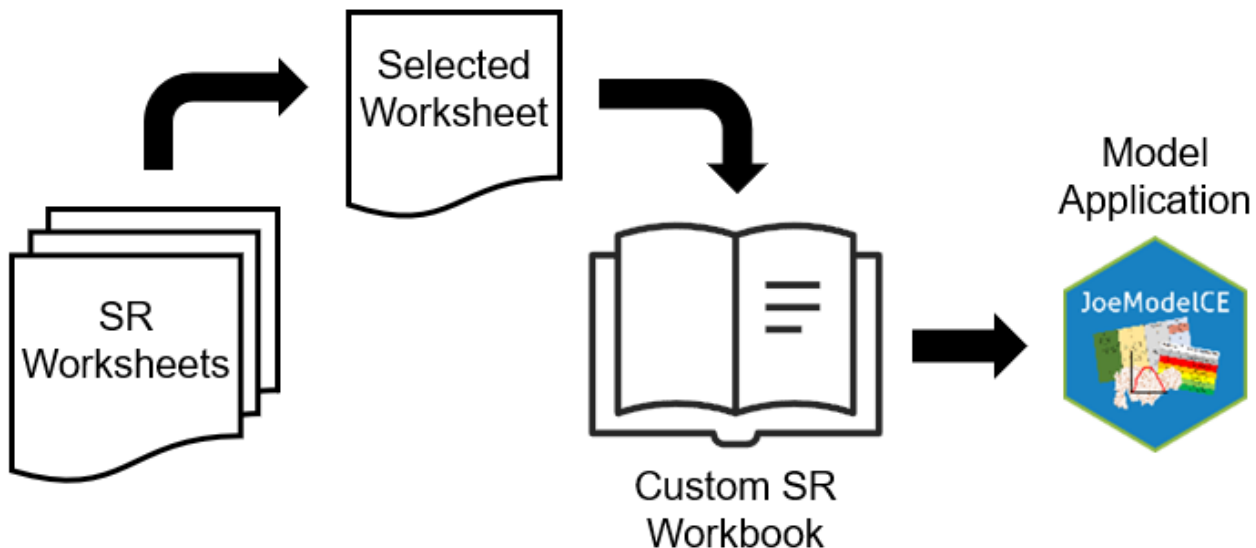 SR
Worksheets
Selected
Worksheet
Custom SR
Workbook
Model
Application
JoeModelCE